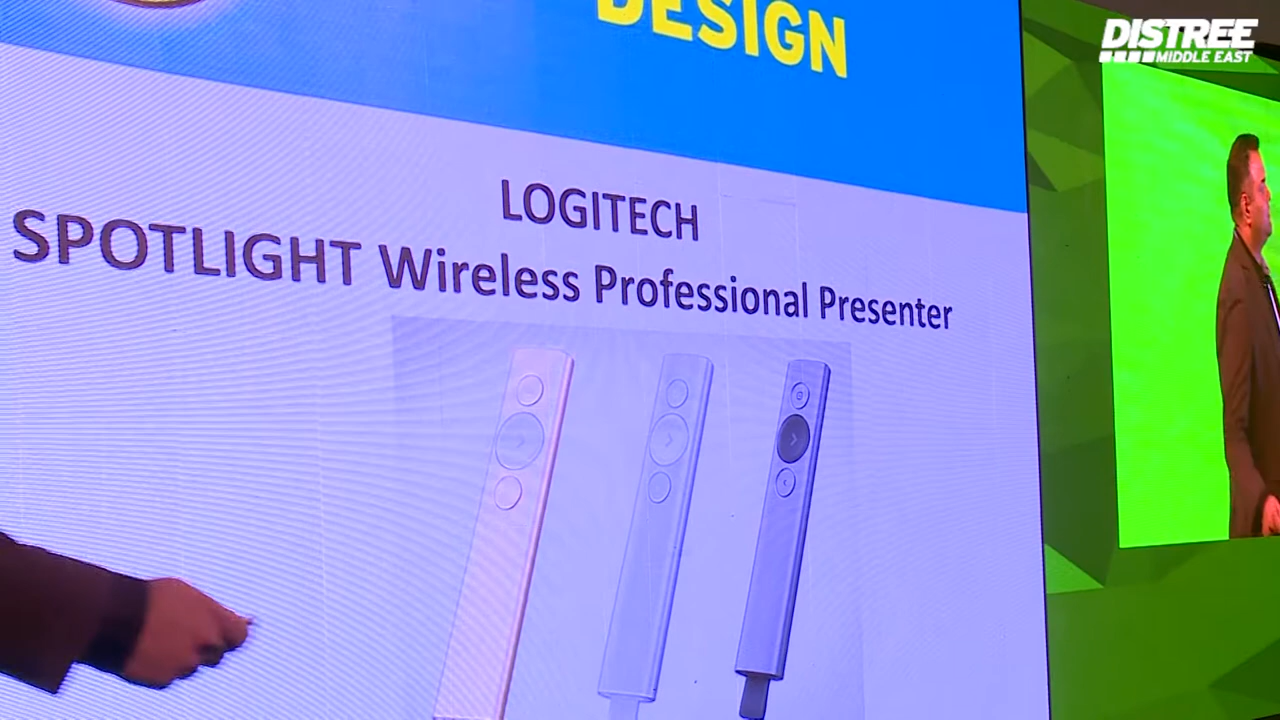 DESIGN
DISTREE
MIDDLE EAST
LOGITECH
SPOTLIGHT Wireless Professional Presenter